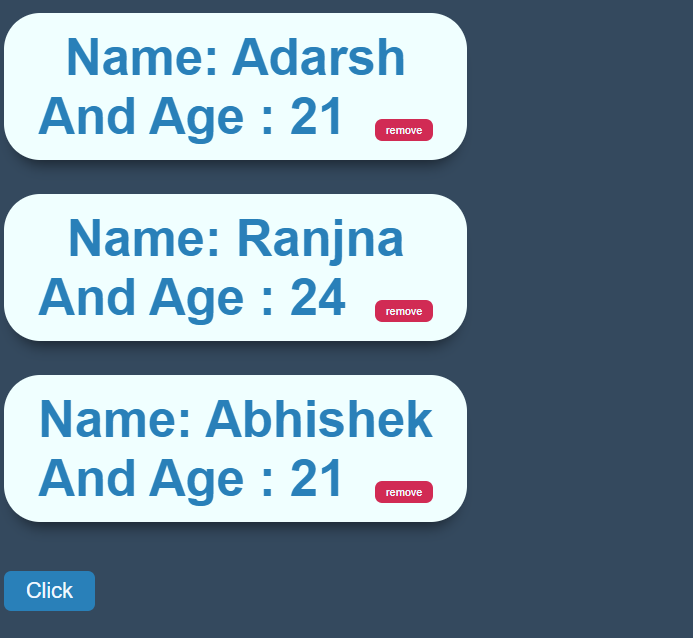 Name: Adarsh
And Age : 21 remove
Name: Ranjna
And Age : 24 remove
Name: Abhishek
And Age : 21 remove
Click